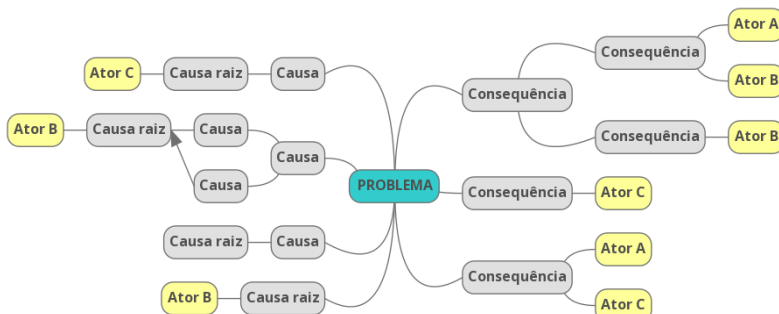 Ator A
Consequência
Ator C
Causa raiz
Causa
Ator B
Consequência
Ator B
Causa raiz
Causa
Consequência
Ator B
Causa
PROBLEMA
Causa
Consequência
Ator C
Causa raiz
Causa
Ator A
Consequência
Ator B
Causa raiz
Ator C